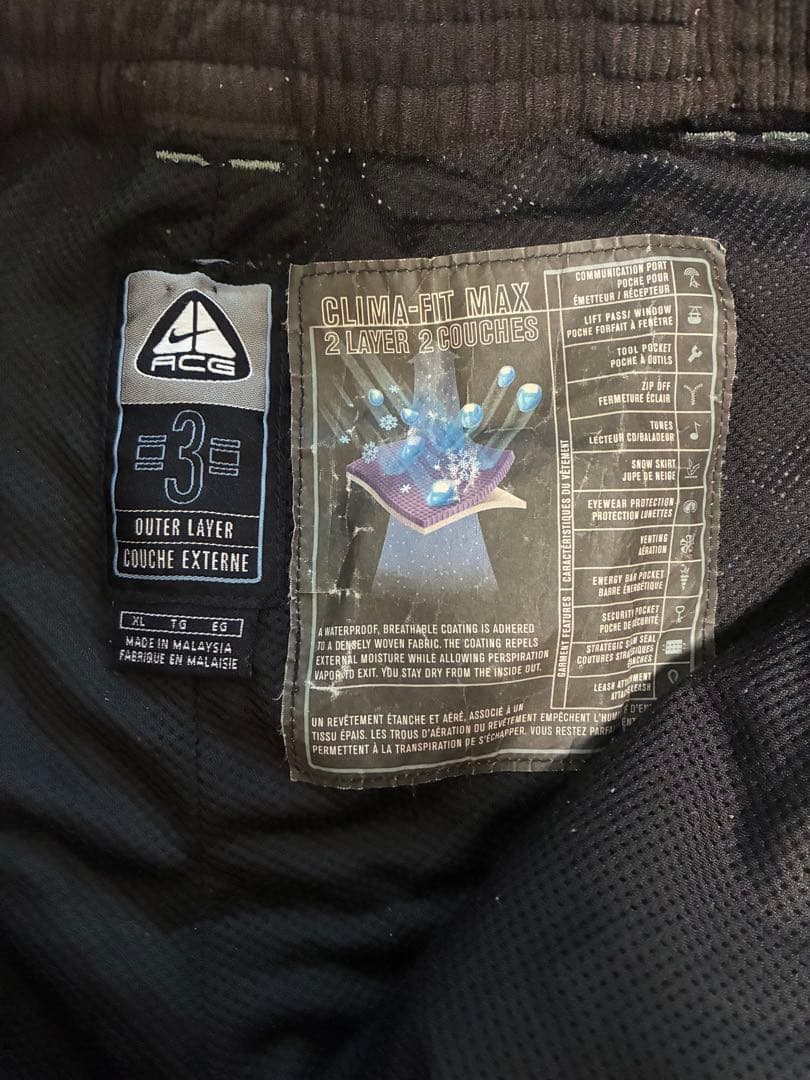 ACG
3
OUTER LAYER
COUCHE EXTERNE
XL TG EG
MADE IN MALAYSIA
FABRIQUE EN MALAISIE
CLIMA-FIT MAX
2 LAYER 2 COUCHES
A WATERPROOF, BREATHABLE COATING IS ADHERED
TO A DENSELY WOVEN FABRIC. THE COATING REPELS
EXTERNAL MOISTURE WHILE ALLOWING PERSPIRATION
VAPOR TO EXIT. YOU STAY DRY FROM THE INSIDE OUT.
UN REVÊTEMENT ÉTANCHE ET AÉRÉ, ASSOCIÉ À UN
TISSU ÉPAIS. LES TROUS D'AÉRATION DU REVETEMENT EMPÊCHENT
PERMETTENT À LA TRANSPIRATION DE S'ÉCHAPPER. VOUS RESTEZ
GARMENT FEATURES CARACTÉRISTIQUES DU VÊTEMENT
COMMUNICATION PORT
POCHE POUR
ÉMETTEUR / RÉCEPTEUR
LIFT PASS/ WINDOW
POCHE FORFAIT À FENÊTRE
TOOL POCKET
POCHE À OUTILS
ZIP OFF
FERMETURE ÉCLAIR
TUNES
LECTEUR CD/BALADEUR
SNOW SKIRT
JUPE DE NEIGE
EYEWEAR PROTECTION
PROTECTION LUNETTES
VENTING
AÉRATION
ENERGY BAR POCKET
BARRE ÉNERGÉTIQUE
SECURITY POCKET
POCHE DE SÉCURITÉ
STRATEGIC SEAL
COUTURES
LEASH